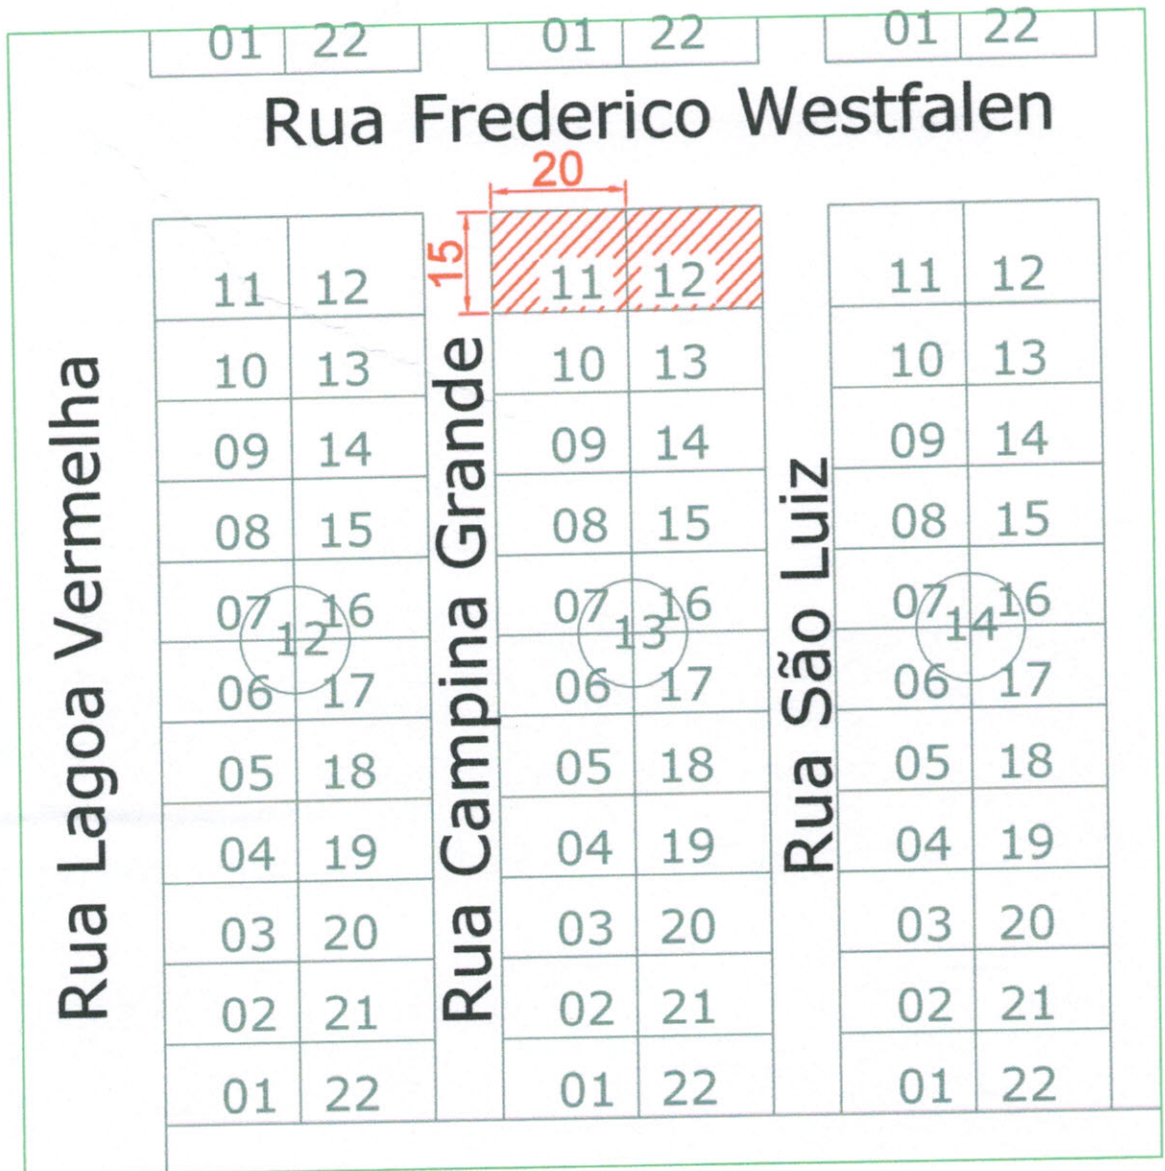 01 22 01 22 01 22
Rua Frederico Westfalen
20
15
11 12 11 12 11 12
10 13 10 13 10 13
09 14 09 14 09 14
08 15 08 15 08 15
07 16 07 16 07 16
12 13 14
06 17 06 17 06 17
05 18 05 18 05 18
04 19 04 19 04 19
03 20 03 20 03 20
02 21 02 21 02 21
01 22 01 22 01 22
Rua Lagoa Vermelha
Rua Campina Grande
Rua São Luiz